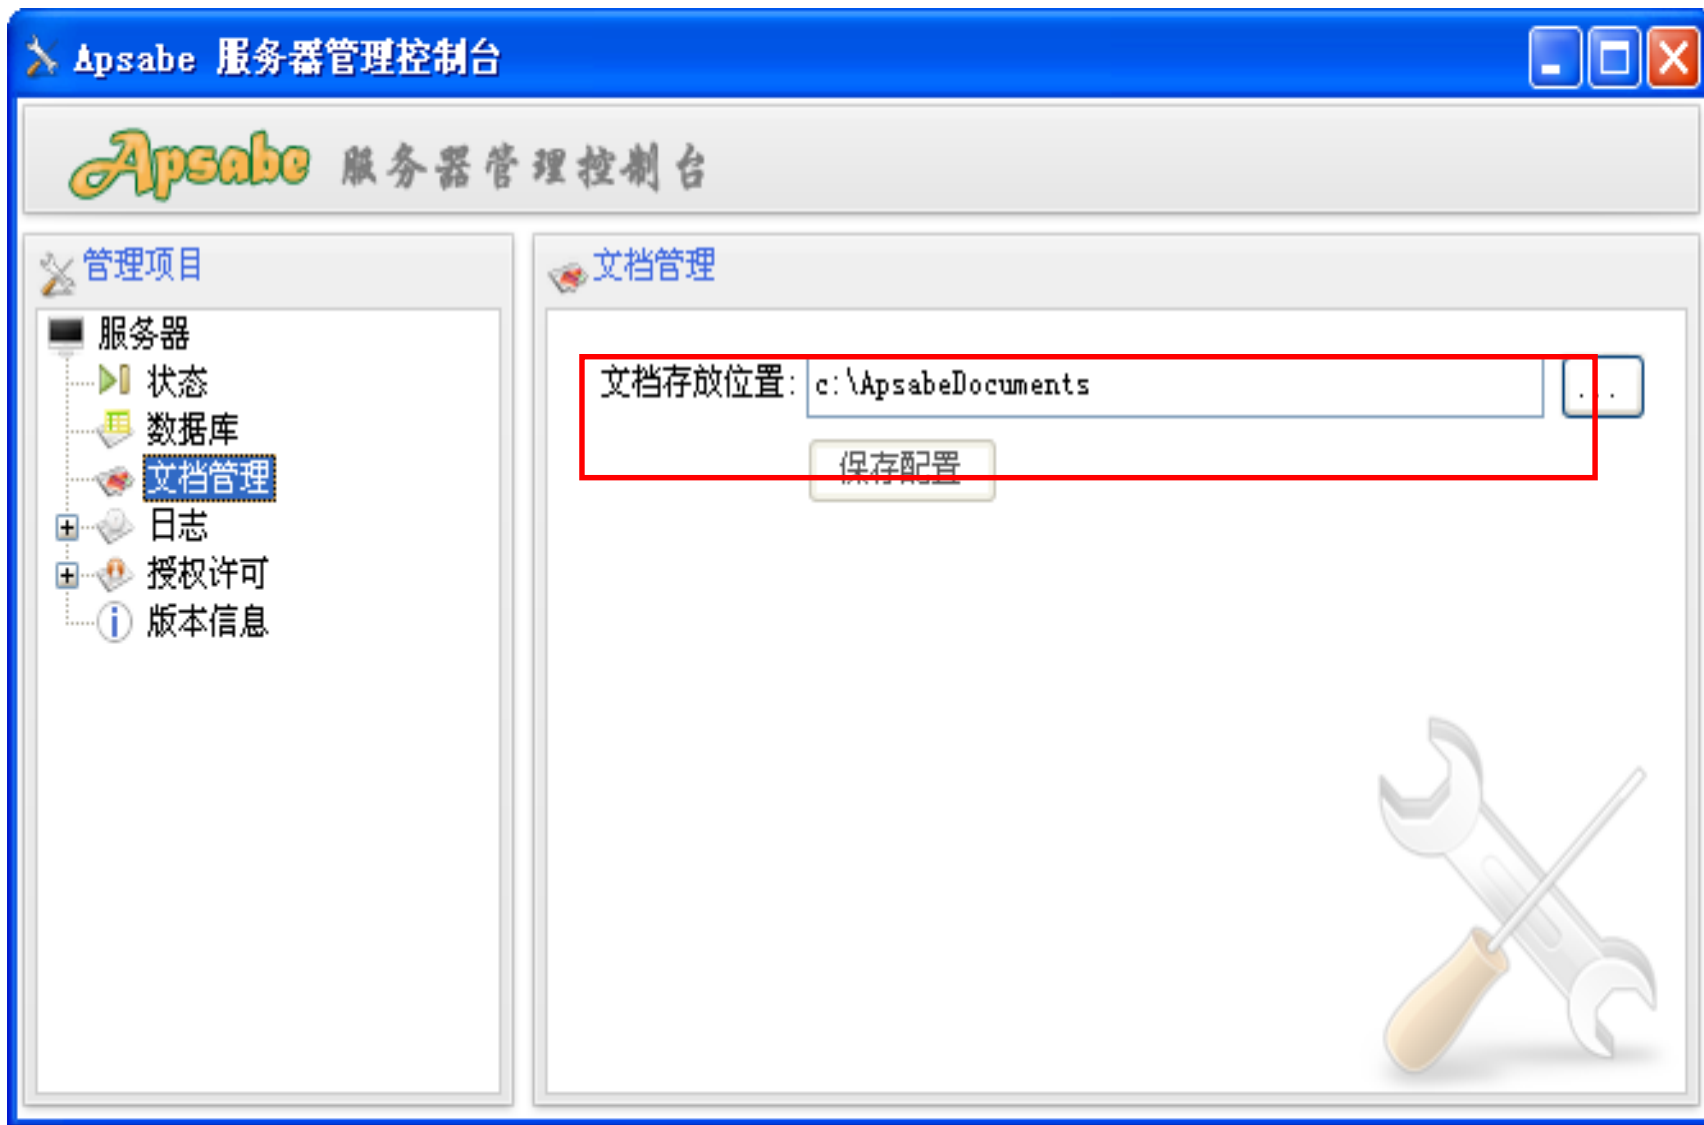 Apsabe 服务器管理控制台
Apsabe 服务器管理控制台
管理项目
服务器
状态
数据库
文档管理
日志
授权许可
版本信息
文档管理
文档存放位置: c:\ApsabeDocuments ...
保存配置